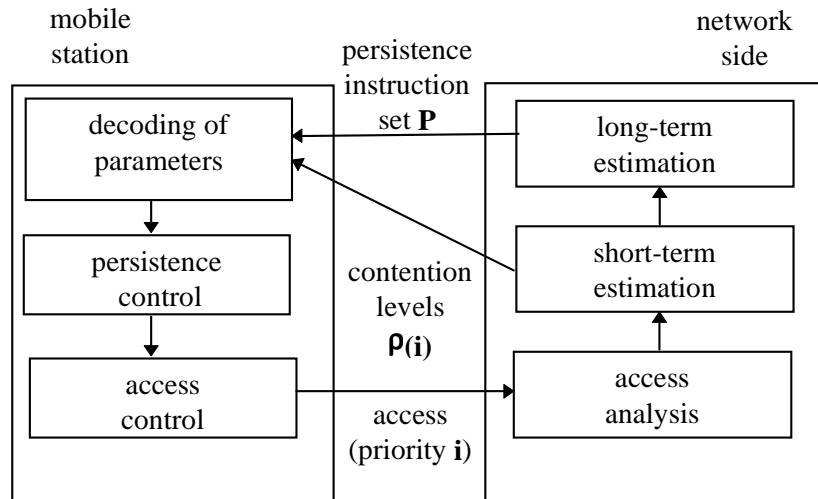 mobile
station
persistence
instruction
set P
network
side
decoding of
parameters
long-term
estimation
persistence
control
contention
levels
ρ(i)
short-term
estimation
access
control
access
(priority i)
access
analysis